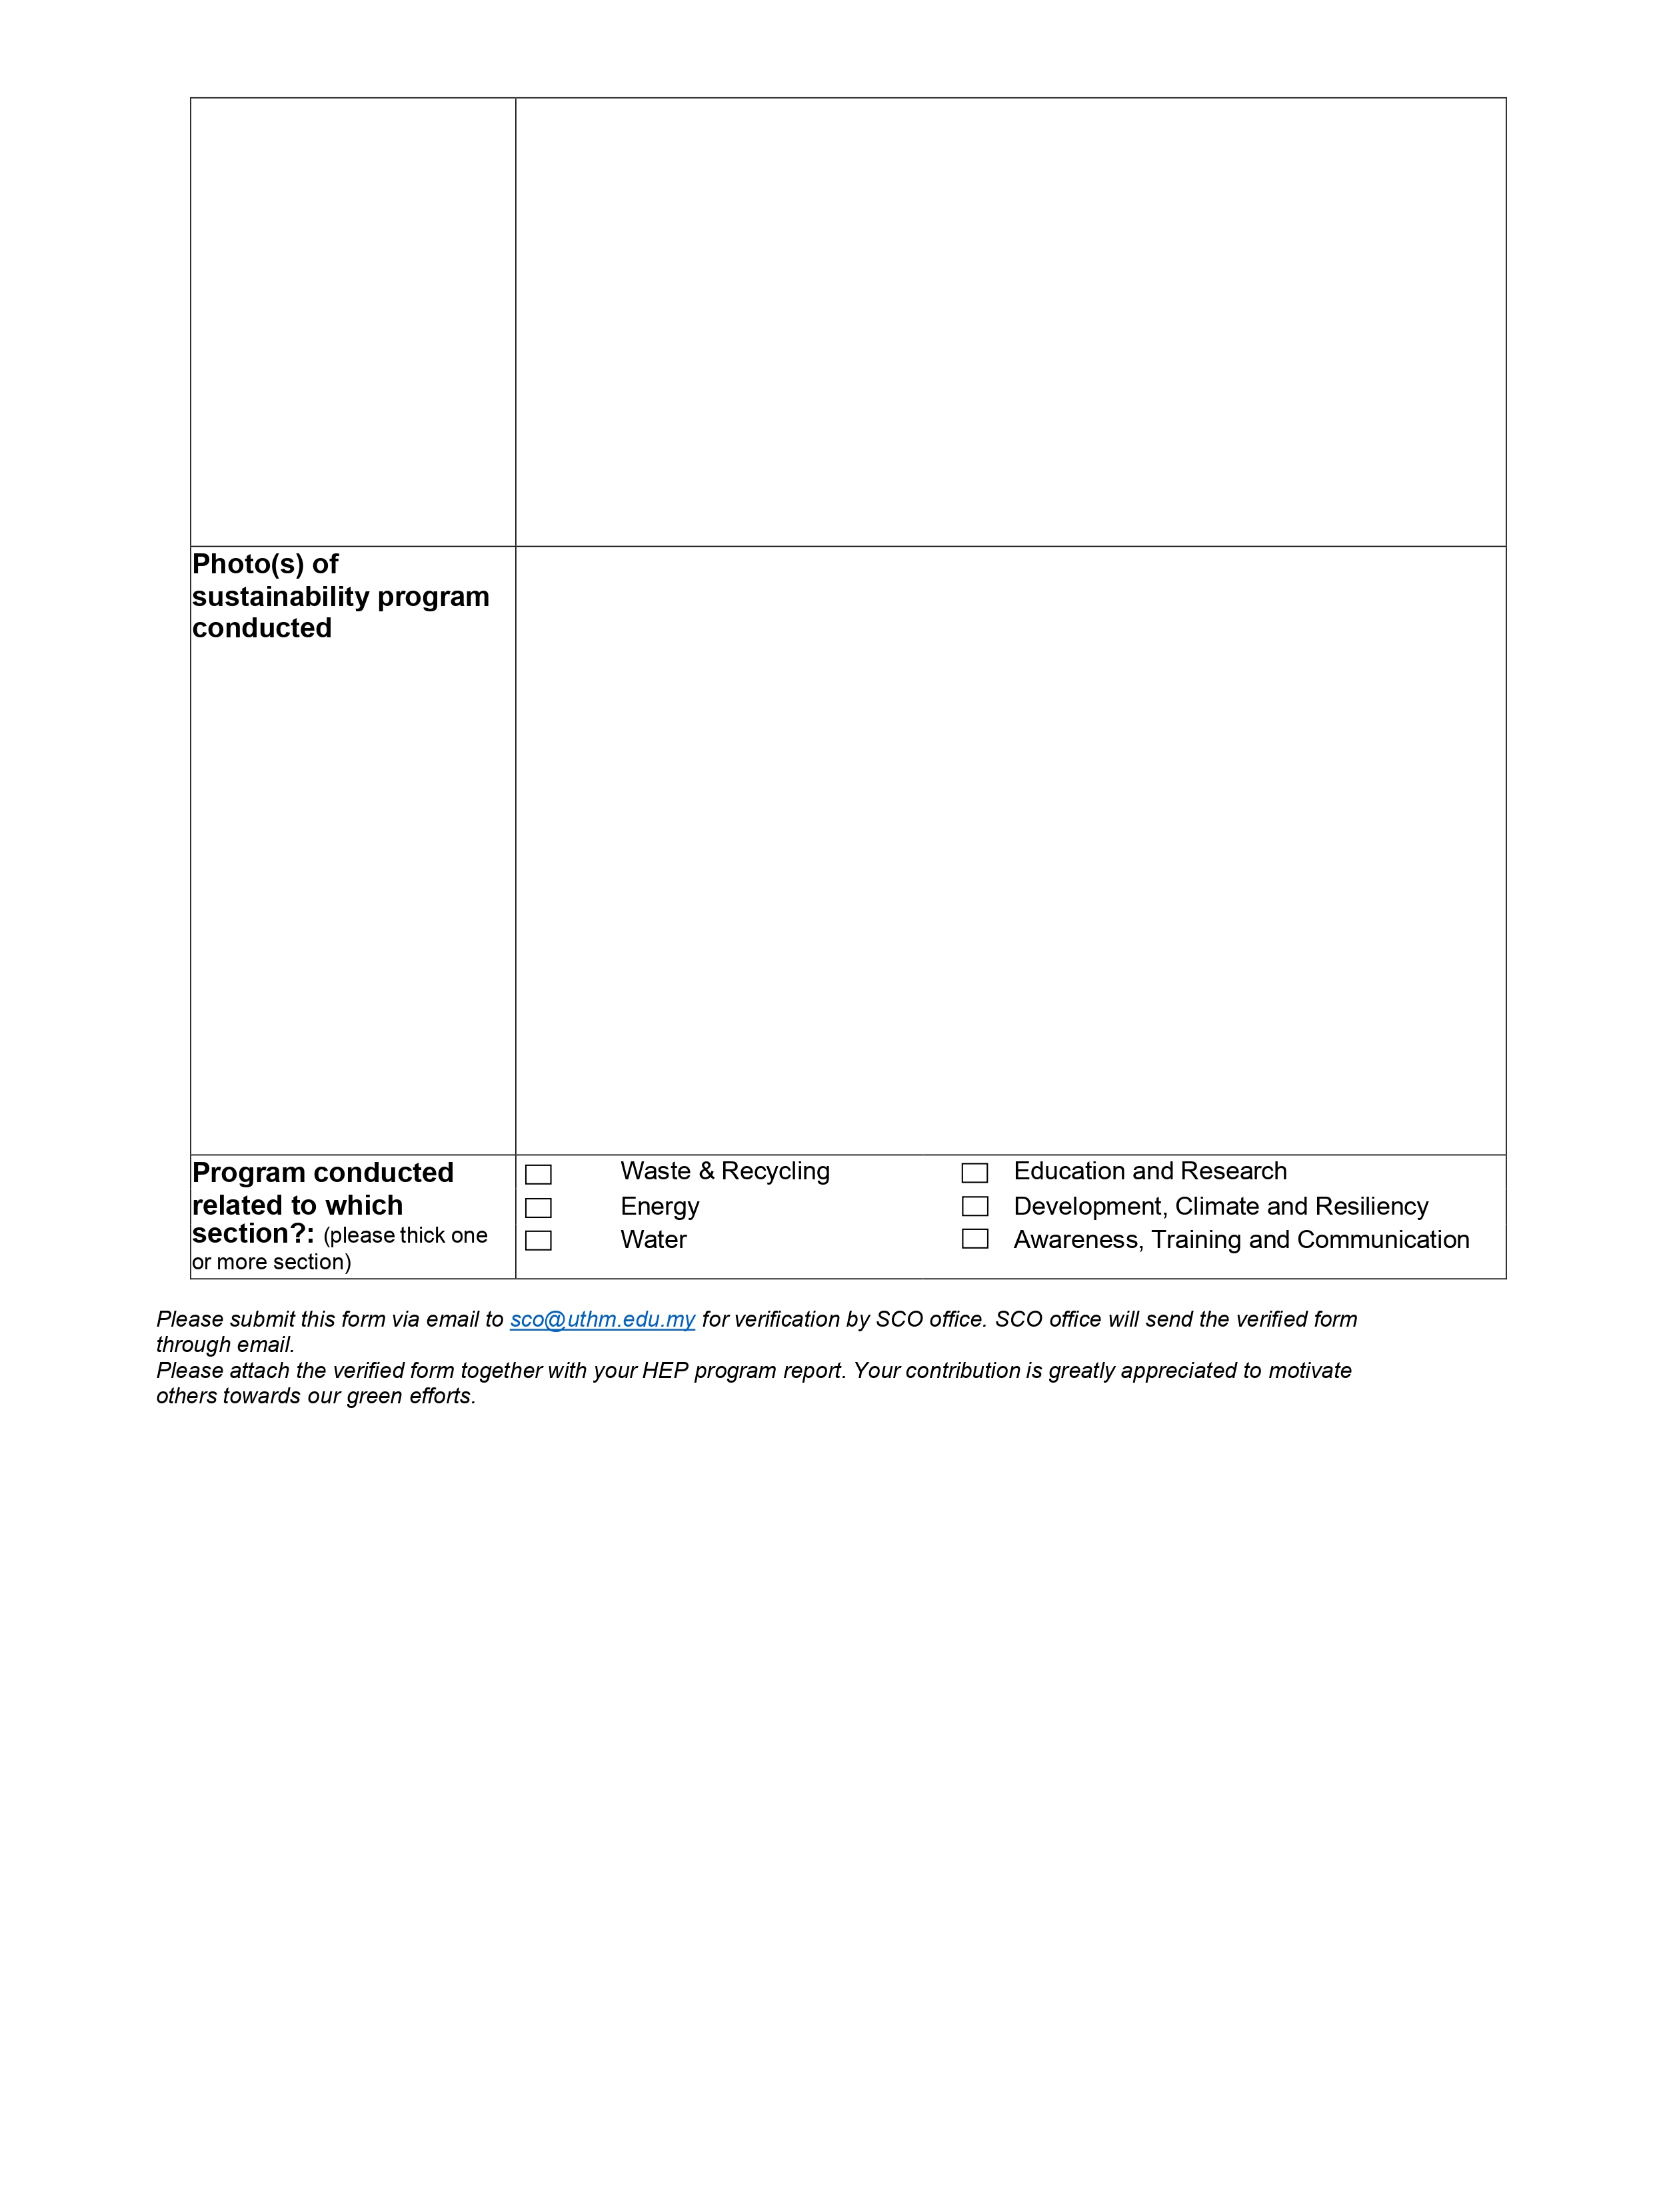 Photo(s) of
sustainability program
conducted
Program conducted
related to which
section?: (please thick one
or more section)
Waste & Recycling
Energy
Water
Education and Research
Development, Climate and Resiliency
Awareness, Training and Communication
Please submit this form via email to sco@uthm.edu.my for verification by SCO office. SCO office will send the verified form
through email.
Please attach the verified form together with your HEP program report. Your contribution is greatly appreciated to motivate
others towards our green efforts.